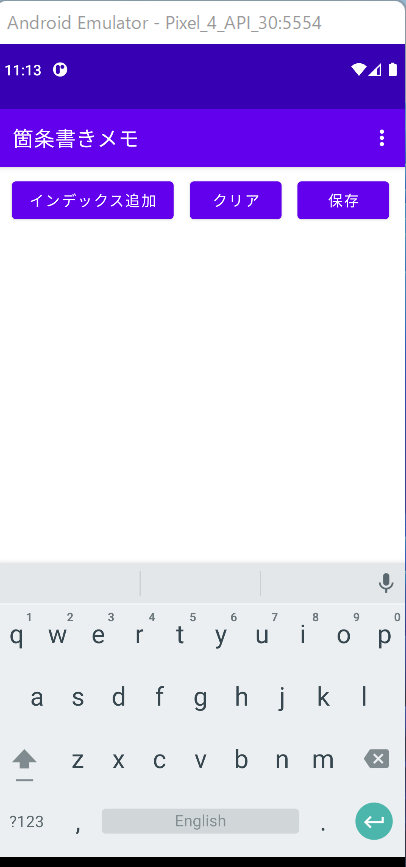 Android Emulator - Pixel_4_API_30:5554
11:13
箇条書きメモ
インデックス追加 クリア 保存
1 2 3 4 5 6 7 8 9 0
q w e r t y u i o p
a s d f g h j k l
z x c v b n m
?123 , English .